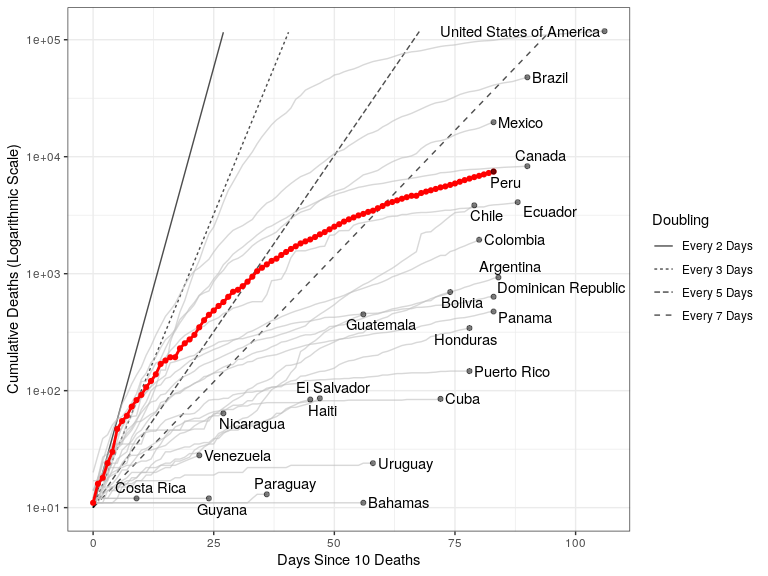 Cumulative Deaths (Logarithmic Scale)
1e+05
1e+04
1e+03
1e+02
1e+01
United States of America
Brazil
Mexico
Canada
Peru
Chile
Ecuador
Colombia
Argentina
Dominican Republic
Bolivia
Panama
Guatemala
Honduras
Puerto Rico
El Salvador
Haiti
Cuba
Nicaragua
Venezuela
Uruguay
Paraguay
Costa Rica
Guyana
Bahamas
0
25
50
75
100
Days Since 10 Deaths
Doubling
Every 2 Days
Every 3 Days
Every 5 Days
Every 7 Days